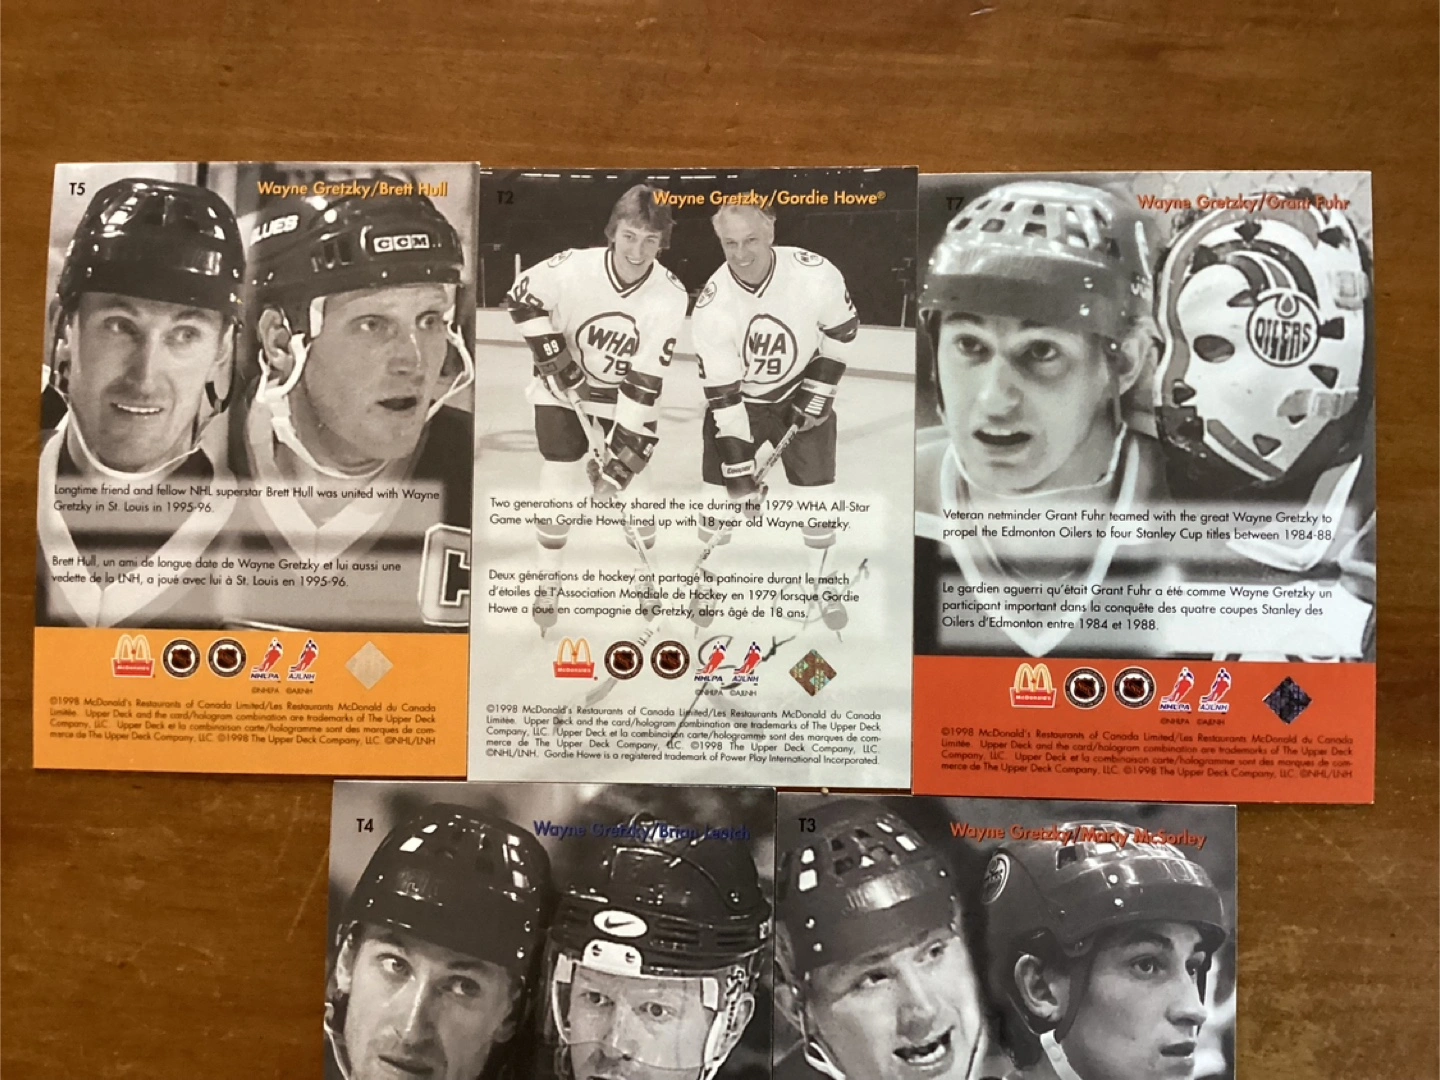 T5
Wayne Gretzky/Brett Hull
BLUES
CCM
Longtime friend and fellow NHL superstar Brett Hull was united with Wayne
Gretzky in St. Louis in 1995-96.
Brett Hull, un ami de longue date de Wayne Gretzky et lui aussi une
vedette de la LNH, a joué avec lui à St. Louis en 1995-96.
McDonald's
NHLPA AJLNH
©NHLPA ©AJLNH
©1998 McDonald's Restaurants of Canada Limited/Les Restaurants McDonald du Canada
Limitée. Upper Deck and the card/hologram combination are trademarks of The Upper Deck
Company, LLC. Upper Deck et la combinaison carte/hologramme sont des marques de com-
merce de The Upper Deck Company, LLC. ©1998 The Upper Deck Company, LLC. ©NHL/LNH
T2
Wayne Gretzky/Gordie Howe®
99
WHA
79
9
WHA
79
9
Two generations of hockey shared the ice during the 1979 WHA All-Star
Game when Gordie Howe lined up with 18 year old Wayne Gretzky.
Deux générations de hockey ont partagé la patinoire durant le match
d'étoiles de l'Association Mondiale de Hockey en 1979 lorsque Gordie
Howe a joué en compagnie de Gretzky, alors âgé de 18 ans.
McDonald's
NHLPA AJLNH
©NHLPA ©AJLNH
©1998 McDonald's Restaurants of Canada Limited/Les Restaurants McDonald du Canada
Limitée. Upper Deck and the card/hologram combination are trademarks of The Upper Deck
Company, LLC. Upper Deck et la combinaison carte/hologramme sont des marques de com-
merce de The Upper Deck Company, LLC. ©1998 The Upper Deck Company, LLC.
©NHL/LNH. Gordie Howe is a registered trademark of Power Play International Incorporated.
T7
Wayne Gretzky/Grant Fuhr
OILERS
Veteran netminder Grant Fuhr teamed with the great Wayne Gretzky to
propel the Edmonton Oilers to four Stanley Cup titles between 1984-88.
Le gardien aguerri qu'était Grant Fuhr a été comme Wayne Gretzky un
participant important dans la conquête des quatre coupes Stanley des
Oilers d'Edmonton entre 1984 et 1988.
McDonald's
NHLPA AJLNH
©NHLPA ©AJLNH
©1998 McDonald's Restaurants of Canada Limited/Les Restaurants McDonald du Canada
Limitée. Upper Deck and the card/hologram combination are trademarks of The Upper Deck
Company, LLC. Upper Deck et la combinaison carte/hologramme sont des marques de com-
merce de The Upper Deck Company, LLC. ©1998 The Upper Deck Company, LLC. ©NHL/LNH
T4
Wayne Gretzky/Brian Leetch
T3
Wayne Gretzky/Marty McSorley